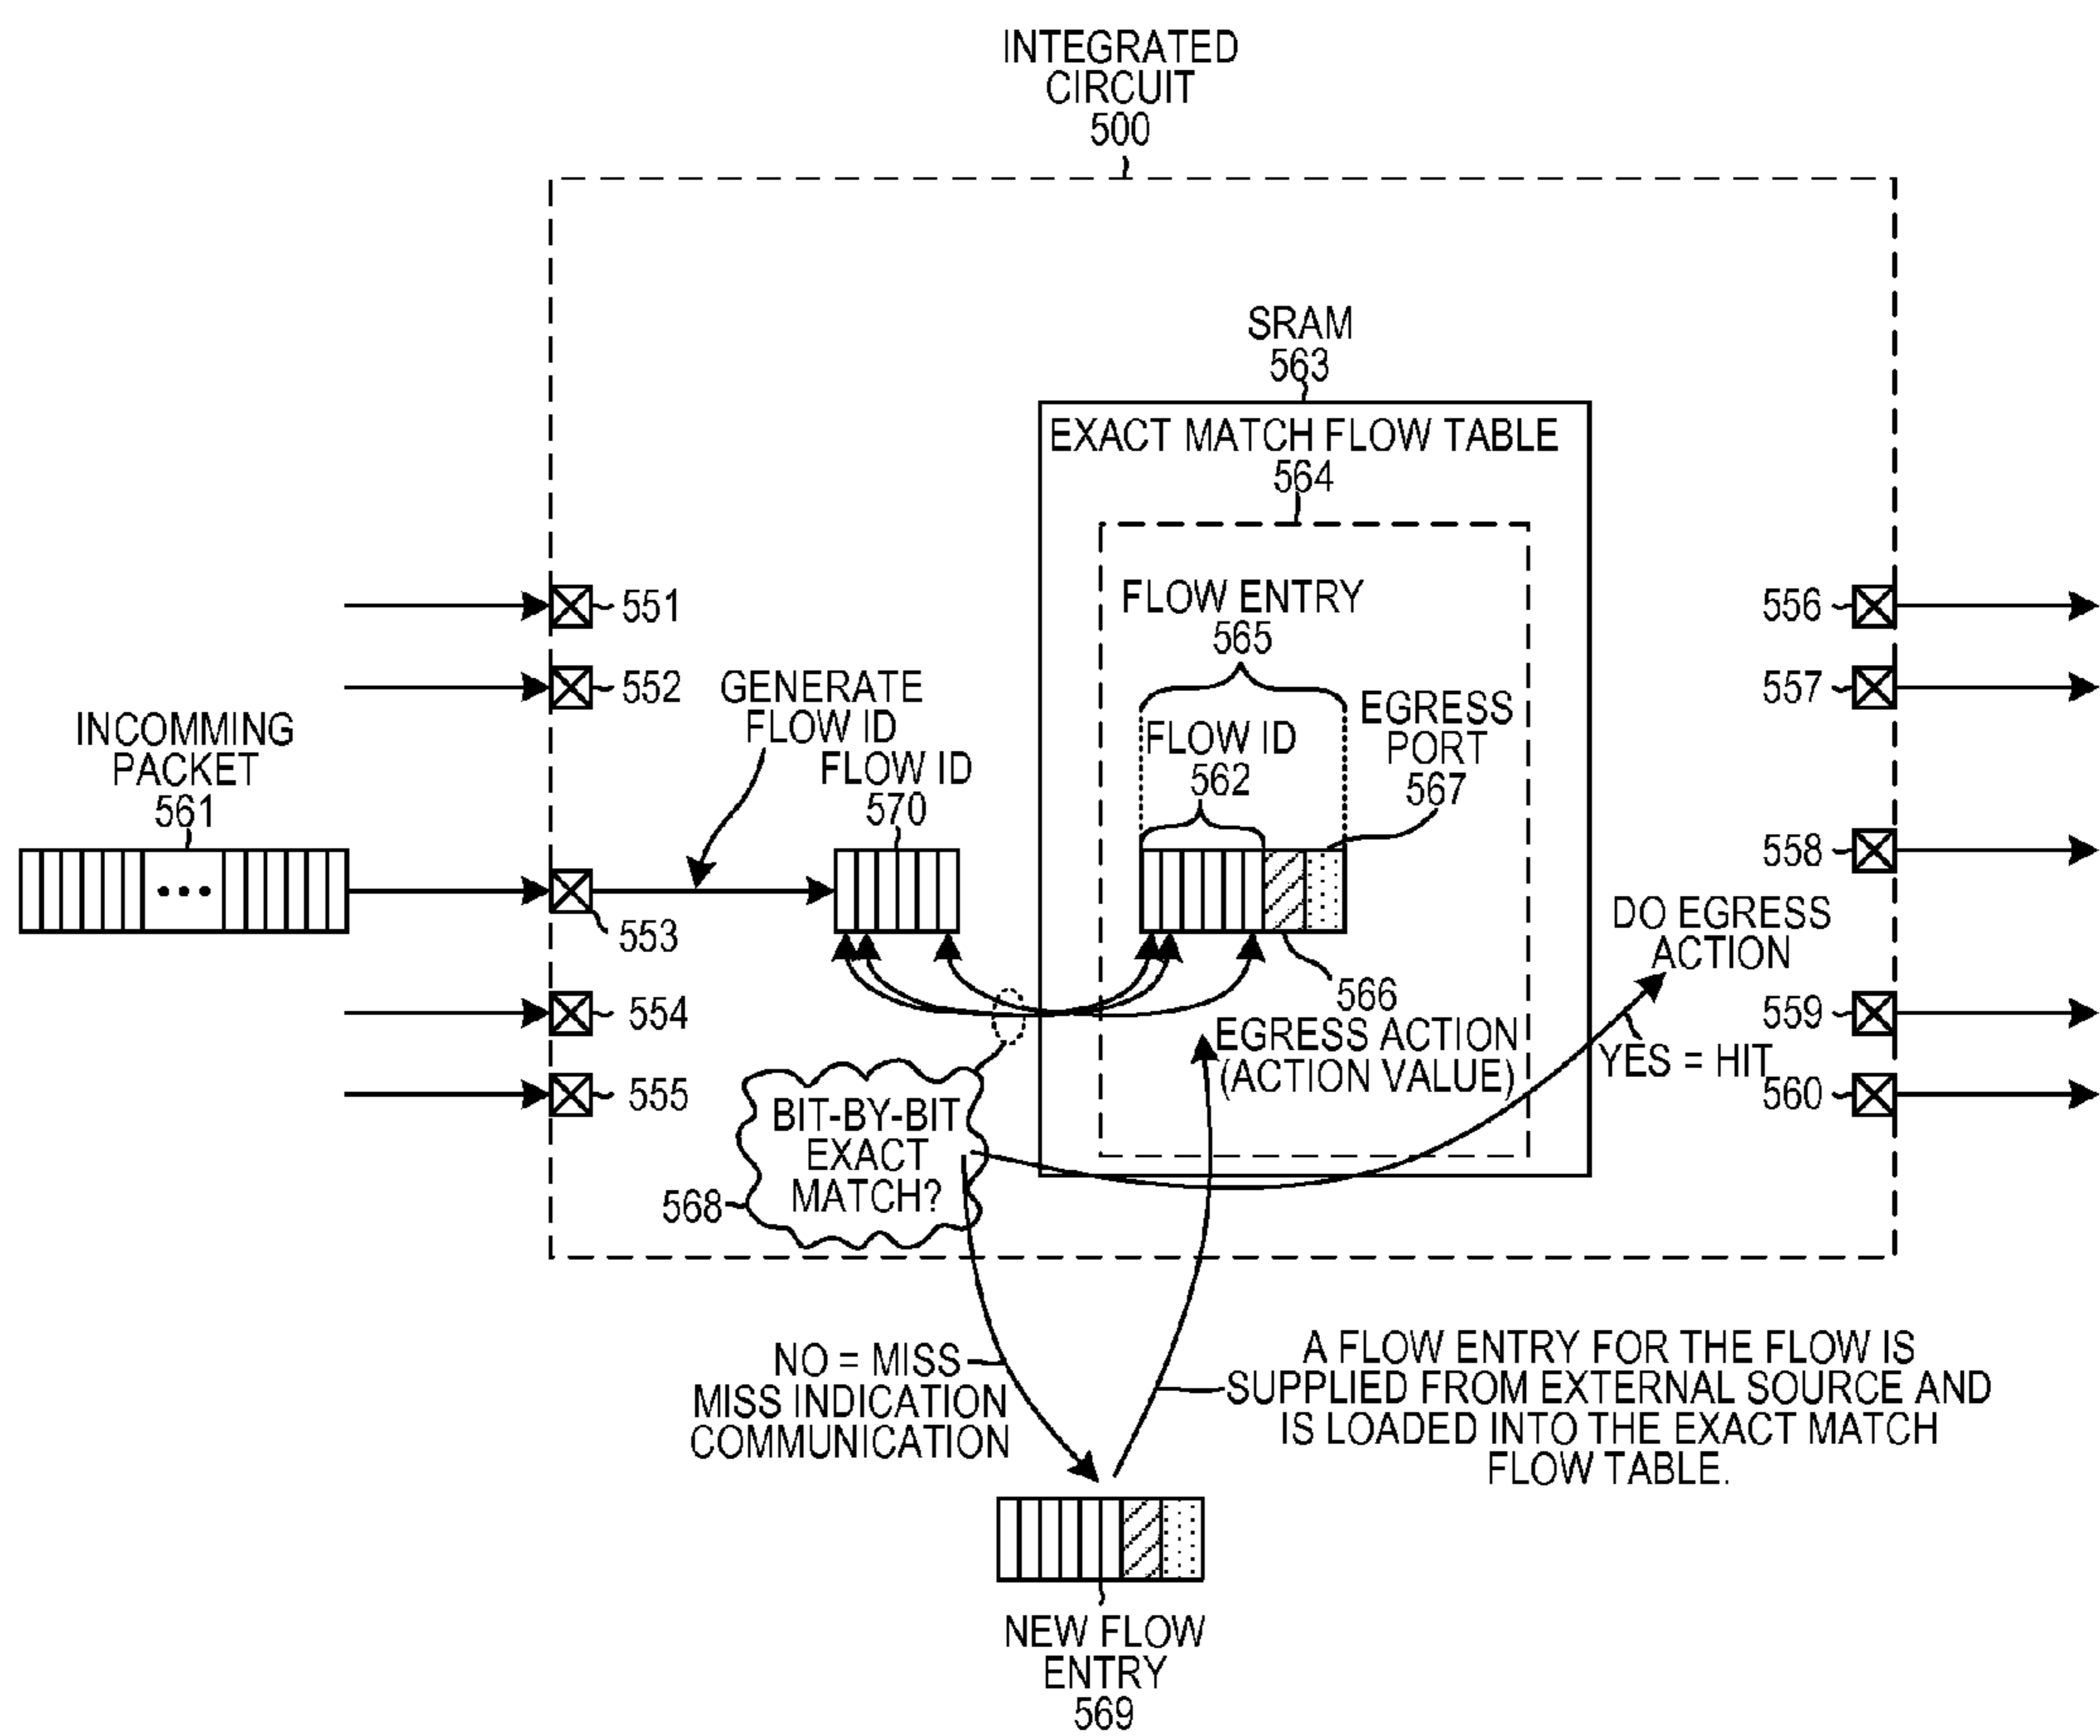 INTEGRATED
CIRCUIT
500
SRAM
563
EXACT MATCH FLOW TABLE
564
FLOW ENTRY
565
551
556
552
557
GENERATE
FLOW ID
FLOW ID
570
INCOMMING
PACKET
561
FLOW ID
562
EGRESS
PORT
567
558
553
DO EGRESS
ACTION
566
EGRESS ACTION
(ACTION VALUE)
554
559
YES = HIT
555
560
BIT-BY-BIT
EXACT
MATCH?
568
NO = MISS
MISS INDICATION
COMMUNICATION
A FLOW ENTRY FOR THE FLOW IS
SUPPLIED FROM EXTERNAL SOURCE AND
IS LOADED INTO THE EXACT MATCH
FLOW TABLE.
NEW FLOW
ENTRY
569